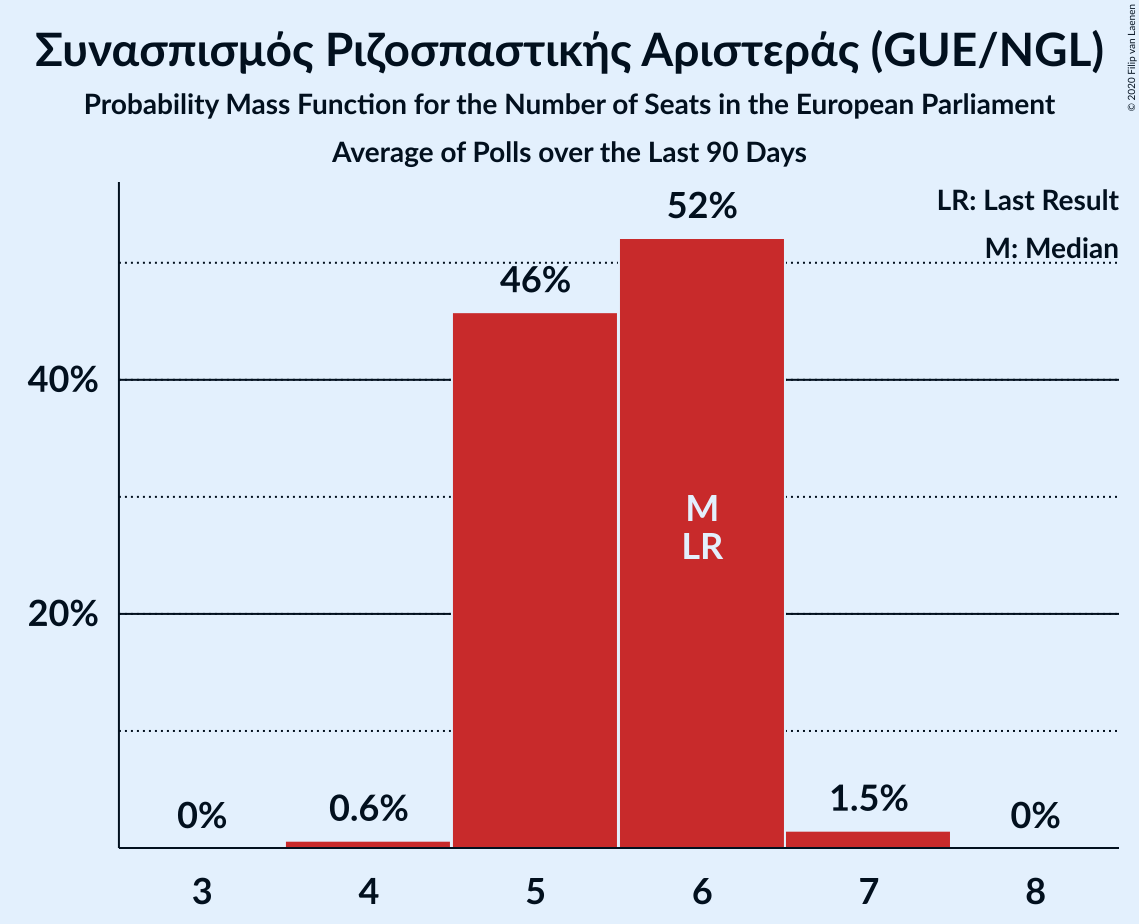 Συνασπισμός Ριζοσπαστικής Αριστεράς (GUE/NGL)
Probability Mass Function for the Number of Seats in the European Parliament
Average of Polls over the Last 90 Days
© 2020 Filip van Laenen
LR: Last Result
M: Median
52%
46%
40%
M
LR
20%
0%
0.6%
1.5%
0%
3 4 5 6 7 8